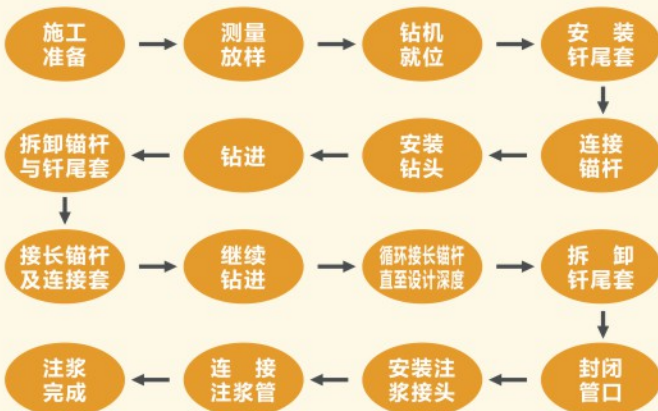 施工
准备
测量
放样
钻机
就位
安装
钎尾套
连接
锚杆
安装
钻头
钻进
拆卸锚杆
与钎尾套
接长锚杆
及连接套
继续
钻进
循环接长锚杆
直至设计深度
拆卸
钎尾套
封闭
管口
安装注
浆接头
连接
注浆管
注浆
完成